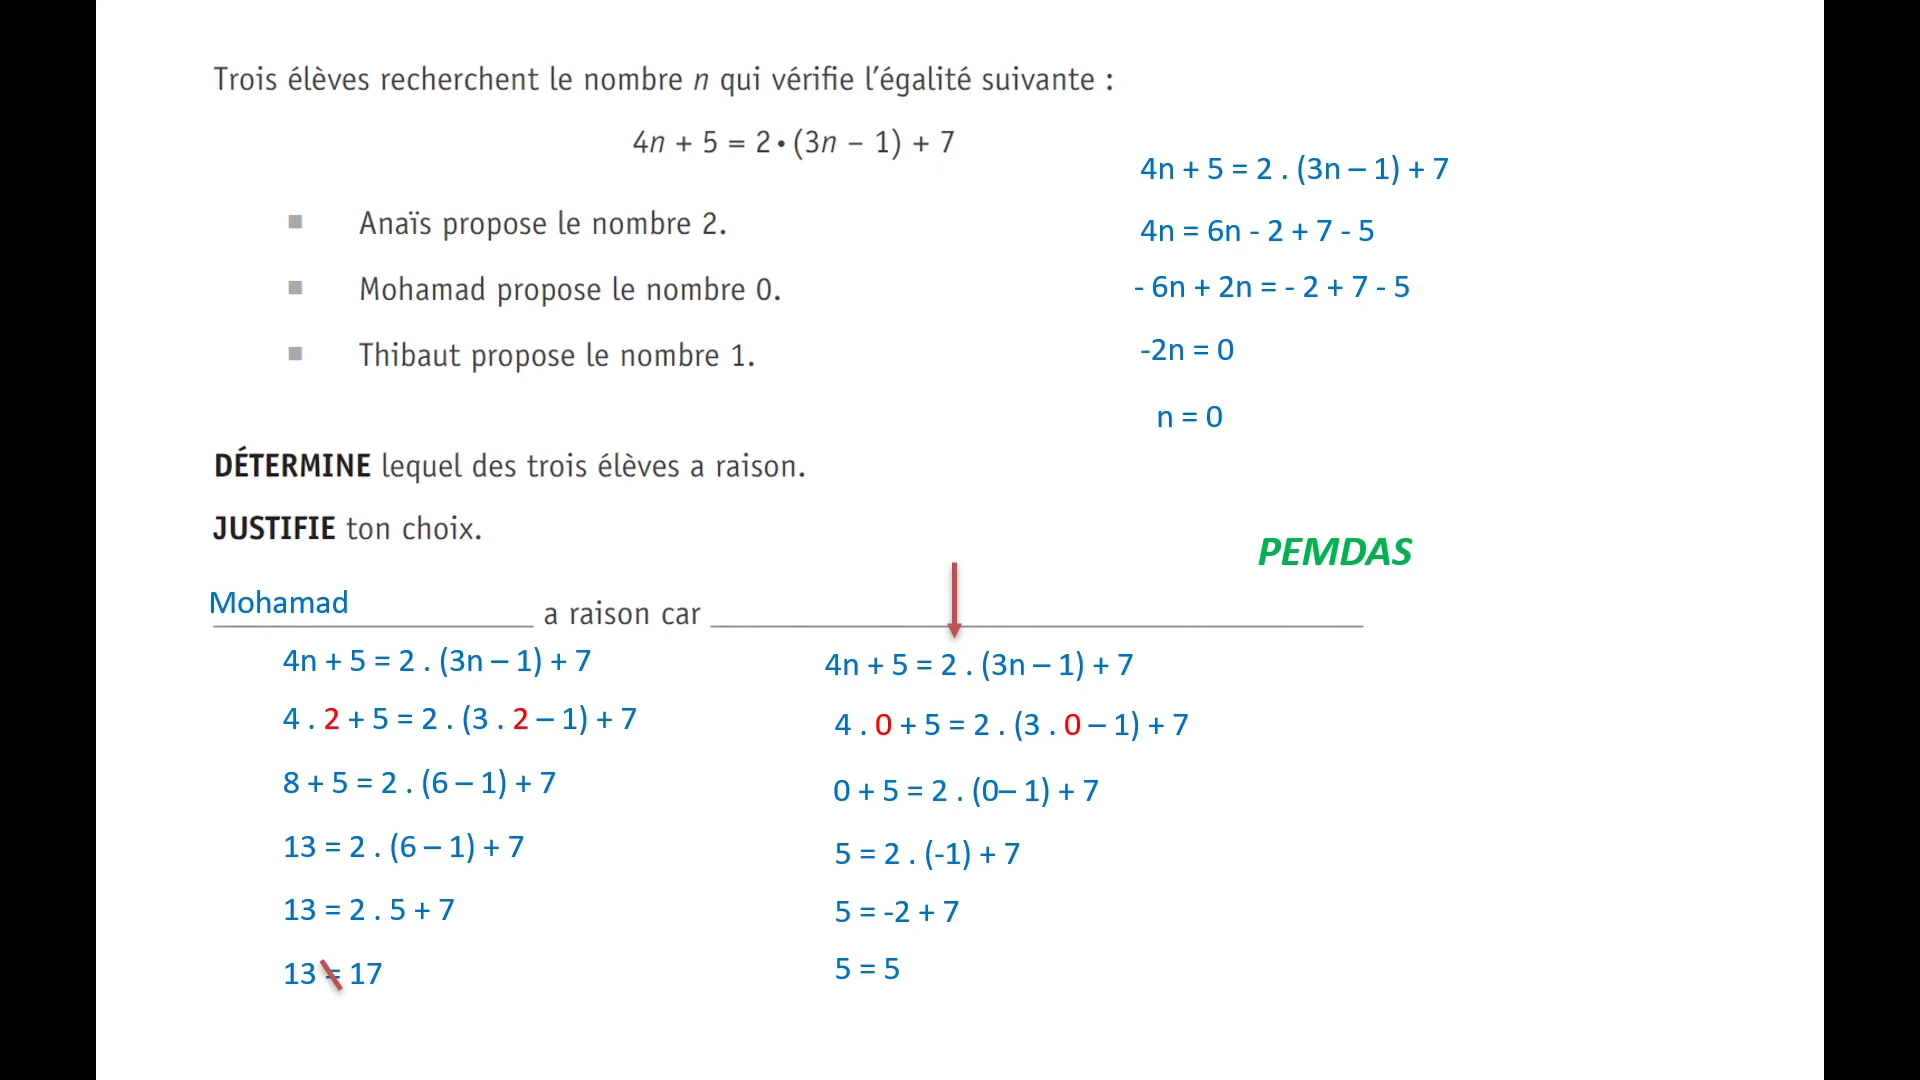 Trois élèves recherchent le nombre n qui vérifie l’égalité suivante :
4n + 5 = 2 • (3n – 1) + 7
■ Anaïs propose le nombre 2.
■ Mohamad propose le nombre 0.
■ Thibaut propose le nombre 1.
4n + 5 = 2 . (3n – 1) + 7
4n = 6n - 2 + 7 - 5
- 6n + 2n = - 2 + 7 - 5
-2n = 0
n = 0
DÉTERMINE lequel des trois élèves a raison.
JUSTIFIE ton choix.
PEMDAS
Mohamad a raison car
4n + 5 = 2 . (3n – 1) + 7
4 . 2 + 5 = 2 . (3 . 2 – 1) + 7
8 + 5 = 2 . (6 – 1) + 7
13 = 2 . (6 – 1) + 7
13 = 2 . 5 + 7
13 = 17
4n + 5 = 2 . (3n – 1) + 7
4 . 0 + 5 = 2 . (3 . 0 – 1) + 7
0 + 5 = 2 . (0– 1) + 7
5 = 2 . (-1) + 7
5 = -2 + 7
5 = 5